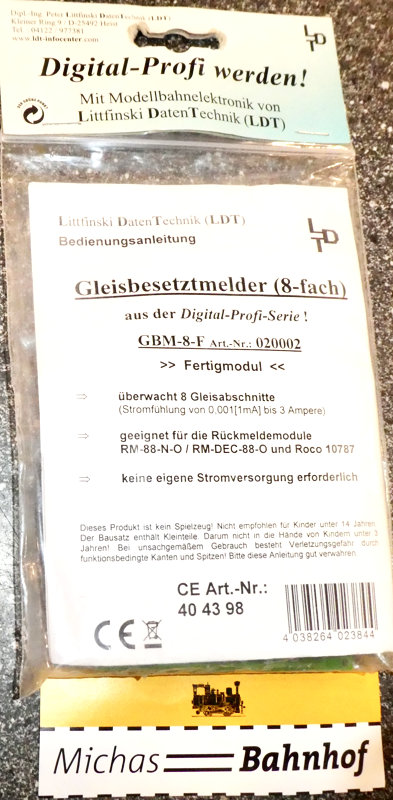 Dipl.-Ing. Peter Littfinski DatenTechnik (LDT)
Kleiner Ring 9 / D-25492 Heist
Tel.: 04122 / 977381
www.ldt-infocenter.com
LDT
Digital-Profi werden!
Mit Modellbahnelektronik von
Littfinski DatenTechnik (LDT)
Littfinski DatenTechnik (LDT)
Bedienungsanleitung
LDT
Gleisbesetztmelder (8-fach)
aus der Digital-Profi-Serie !
GBM-8-F Art.-Nr.: 020002
>> Fertigmodul <<
⇒ überwacht 8 Gleisabschnitte
(Stromfühlung von 0.001[1mA] bis 3 Ampere)
⇒ geeignet für die Rückmeldemodule
RM-88-N-O / RM-DEC-88-O und Roco 10787
⇒ keine eigene Stromversorgung erforderlich
Dieses Produkt ist kein Spielzeug! Nicht empfohlen für Kinder unter 14 Jahren.
Der Bausatz enthält Kleinteile. Darum nicht in die Hände von Kindern unter 3
Jahren! Bei unsachgemäßem Gebrauch besteht Verletzungsgefahr durch
funktionsbedingte Kanten und Spitzen! Bitte diese Anleitung gut verwahren.
CE Art.-Nr.:
40 43 98
CE
4 038264 023844
Michas Bahnhof